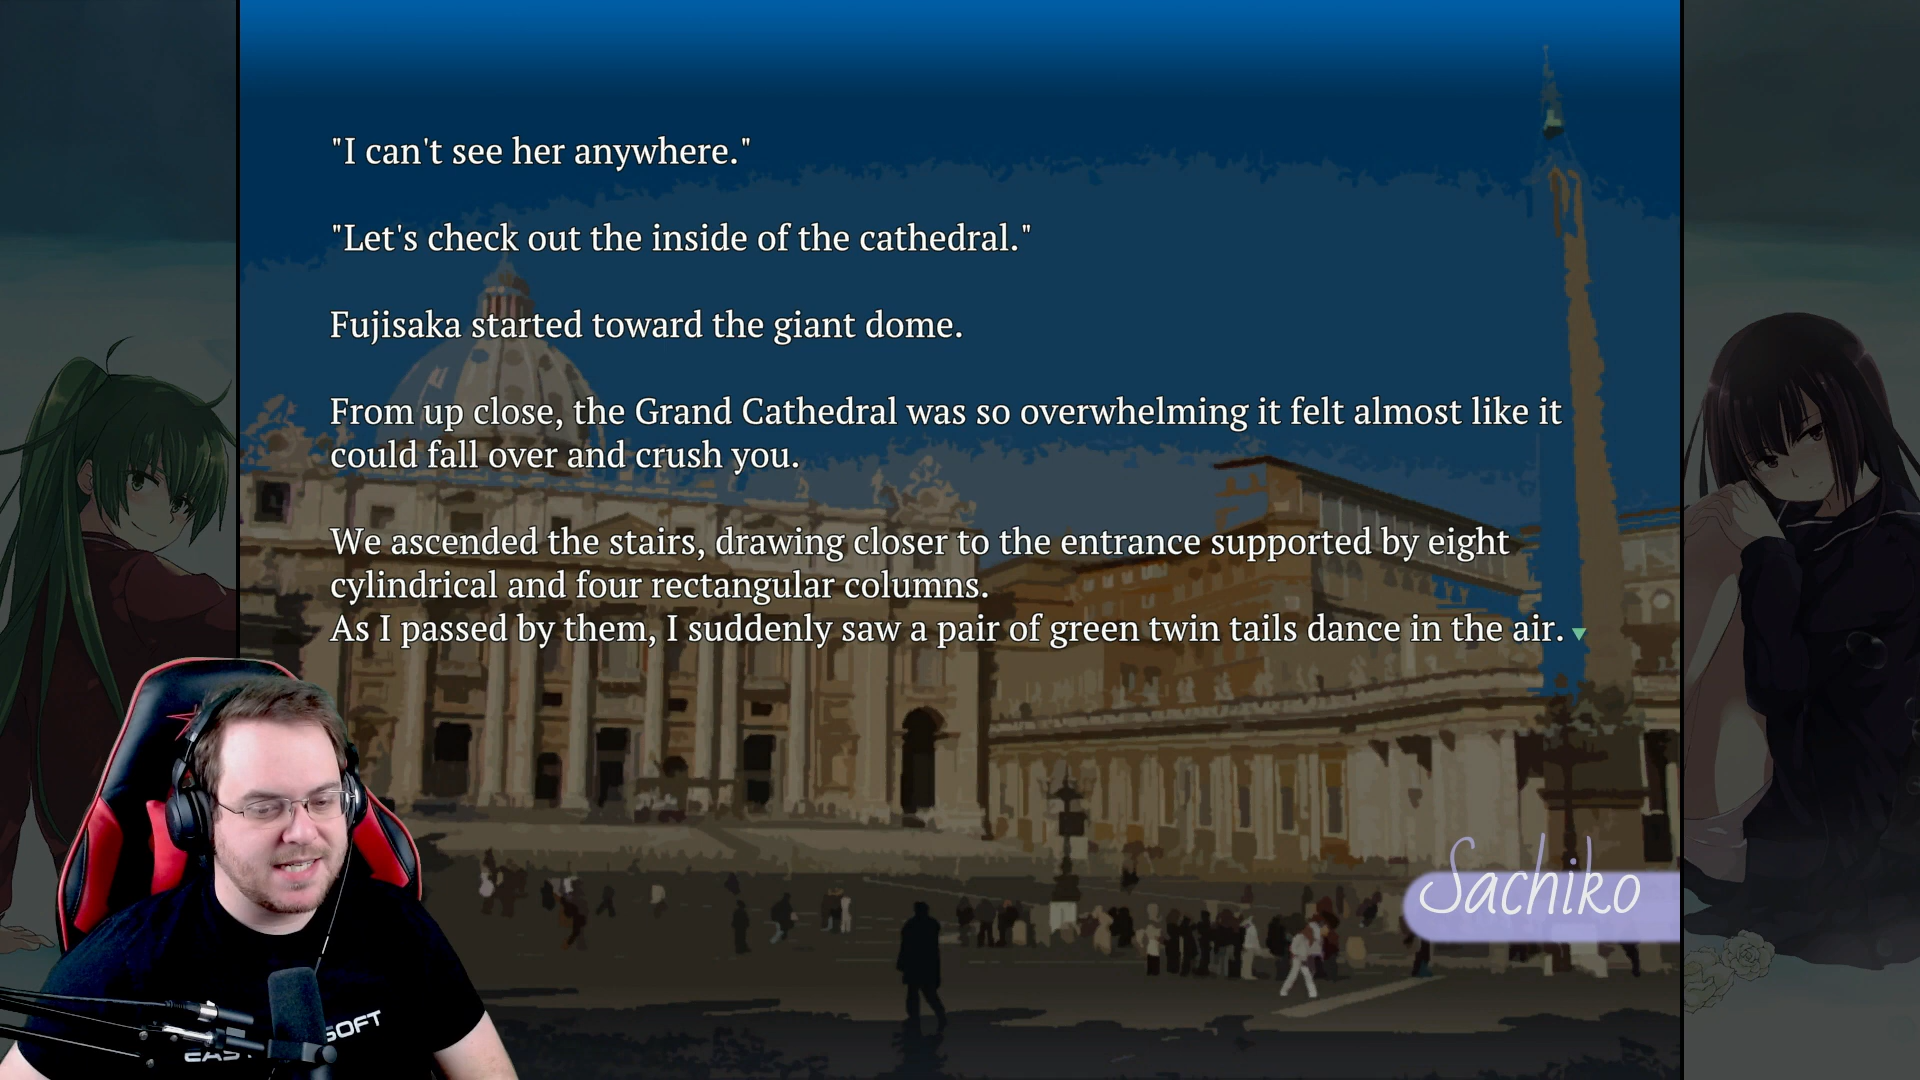 "I can't see her anywhere."
"Let's check out the inside of the cathedral."
Fujisaka started toward the giant dome.
From up close, the Grand Cathedral was so overwhelming it felt almost like it
could fall over and crush you.
We ascended the stairs, drawing closer to the entrance supported by eight
cylindrical and four rectangular columns.
As I passed by them, I suddenly saw a pair of green twin tails dance in the air.
Sachiko